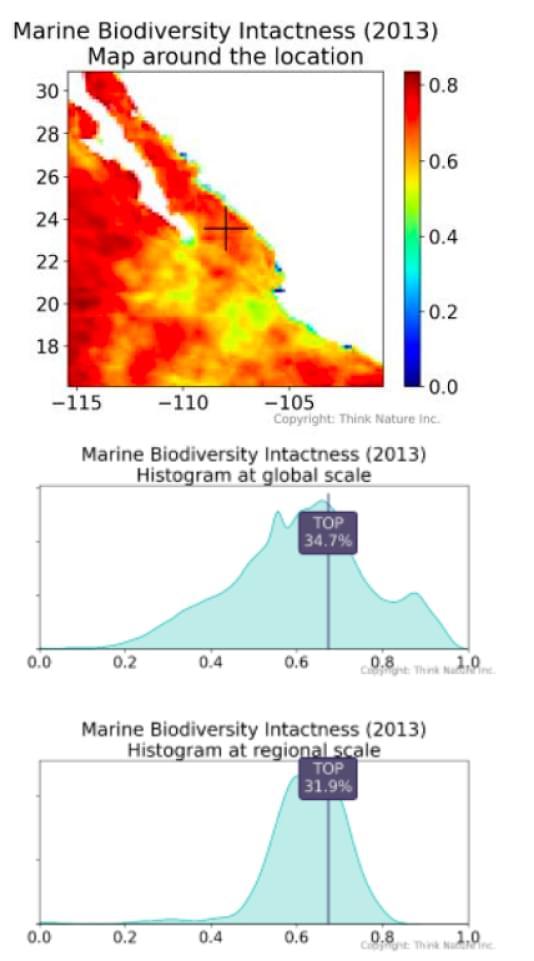 Marine Biodiversity Intactness (2013)
Map around the location
30
28
26
24
22
20
18
−115
−110
−105
0.8
0.6
0.4
0.2
0.0
Copyright: Think Nature Inc.
Marine Biodiversity Intactness (2013)
Histogram at global scale
TOP
34.7%
0.0 0.2 0.4 0.6 0.8 1.0
Copyright: Think Nature Inc.
Marine Biodiversity Intactness (2013)
Histogram at regional scale
TOP
31.9%
0.0 0.2 0.4 0.6 0.8 1.0
Copyright: Think Nature Inc.